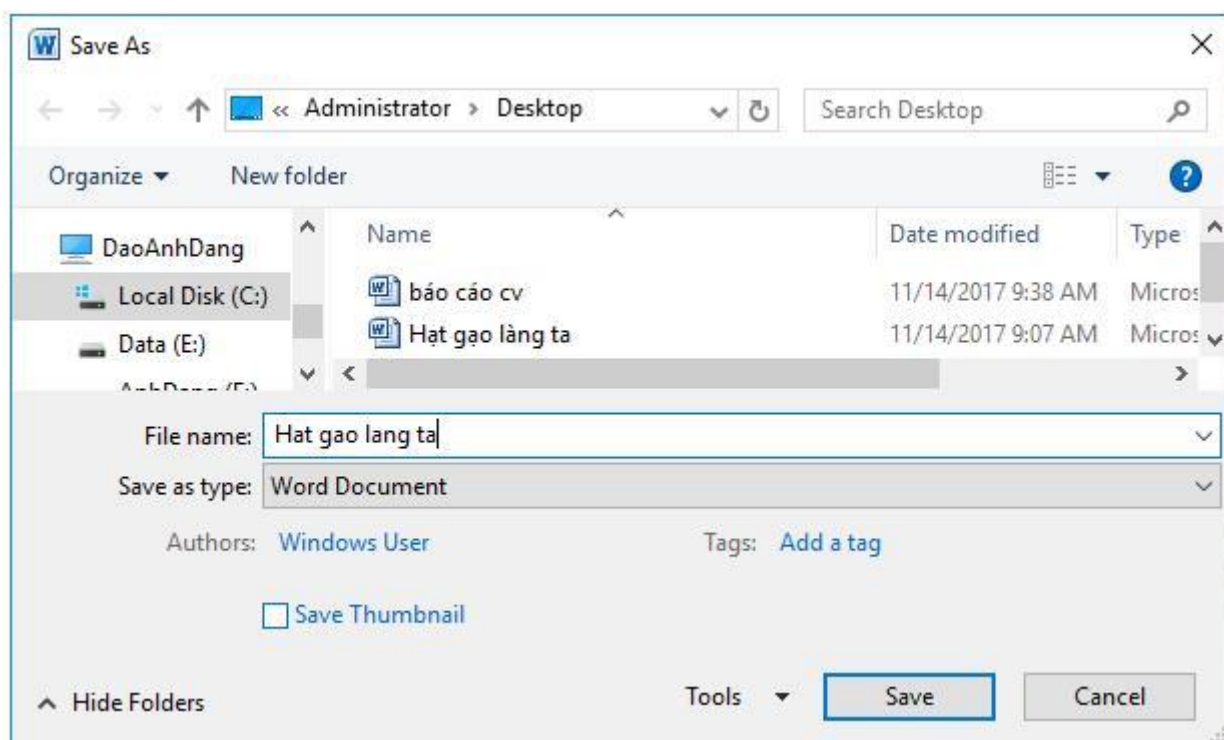 Save As
« Administrator > Desktop
Search Desktop
Organize
New folder
Name
Date modified
Type
DaoAnhDang
Local Disk (C:)
Data (E:)
báo cáo cv
11/14/2017 9:38 AM
Micros
Hạt gạo làng ta
11/14/2017 9:07 AM
Micros
File name: Hat gao lang ta
Save as type: Word Document
Authors: Windows User
Tags: Add a tag
Save Thumbnail
Hide Folders
Tools
Save
Cancel